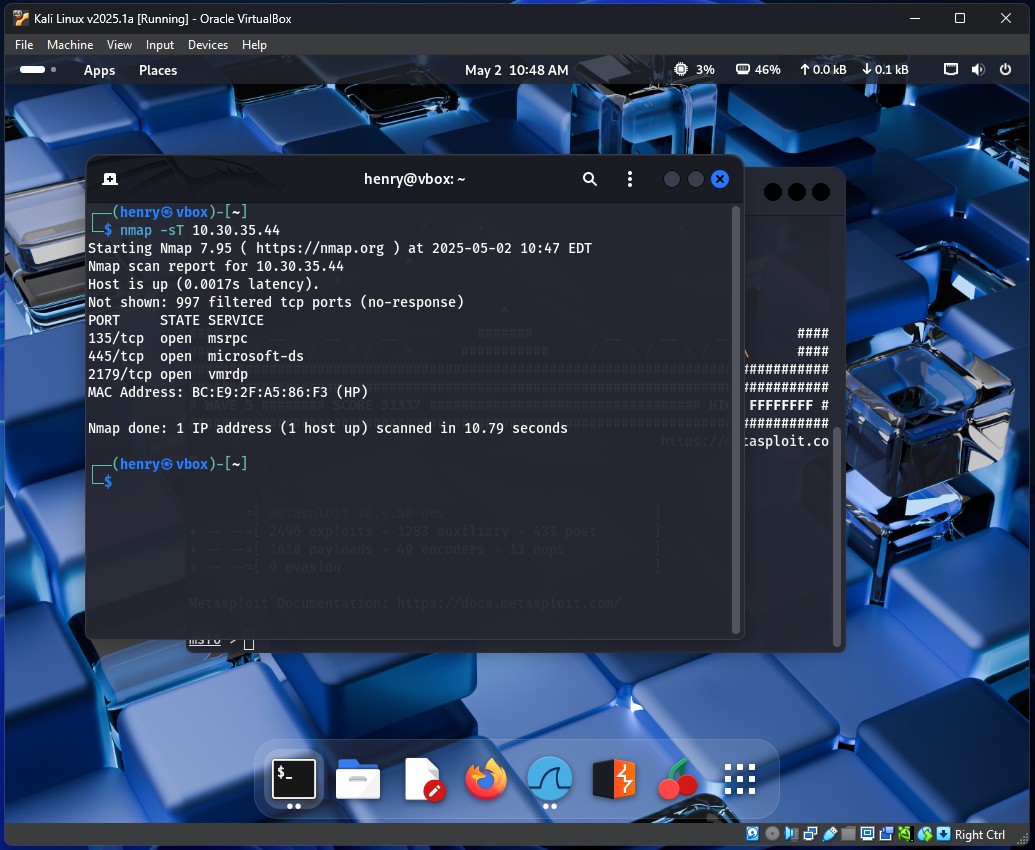 Kali Linux v2025.1a [Running] - Oracle VirtualBox
File Machine View Input Devices Help
Apps Places May 2 10:48 AM 3% 46% ↑0.0 kB ↓0.1 kB
henry@vbox: ~
┌──(henry㉿vbox)-[~]
└─$ nmap -sT 10.30.35.44
Starting Nmap 7.95 ( https://nmap.org ) at 2025-05-02 10:47 EDT
Nmap scan report for 10.30.35.44
Host is up (0.0017s latency).
Not shown: 997 filtered tcp ports (no-response)
PORT     STATE SERVICE
135/tcp  open  msrpc
445/tcp  open  microsoft-ds
2179/tcp open  vmrdp
MAC Address: BC:E9:2F:A5:86:F3 (HP)
Nmap done: 1 IP address (1 host up) scanned in 10.79 seconds
┌──(henry㉿vbox)-[~]
└─$
#######
####
##########
\ ####
###########
###########
# WAVE 5 ######## SCORE 31337 ################################## HIGH FFFFFFFF #
###########
https://metasploit.co
=[ metasploit v6.4.50-dev ]
+ -- --=[ 2496 exploits - 1283 auxiliary - 431 post ]
+ -- --=[ 1610 payloads - 49 encoders - 13 nops ]
+ -- --=[ 9 evasion ]
Metasploit Documentation: https://docs.metasploit.com/
msf6 >
$_
Right Ctrl